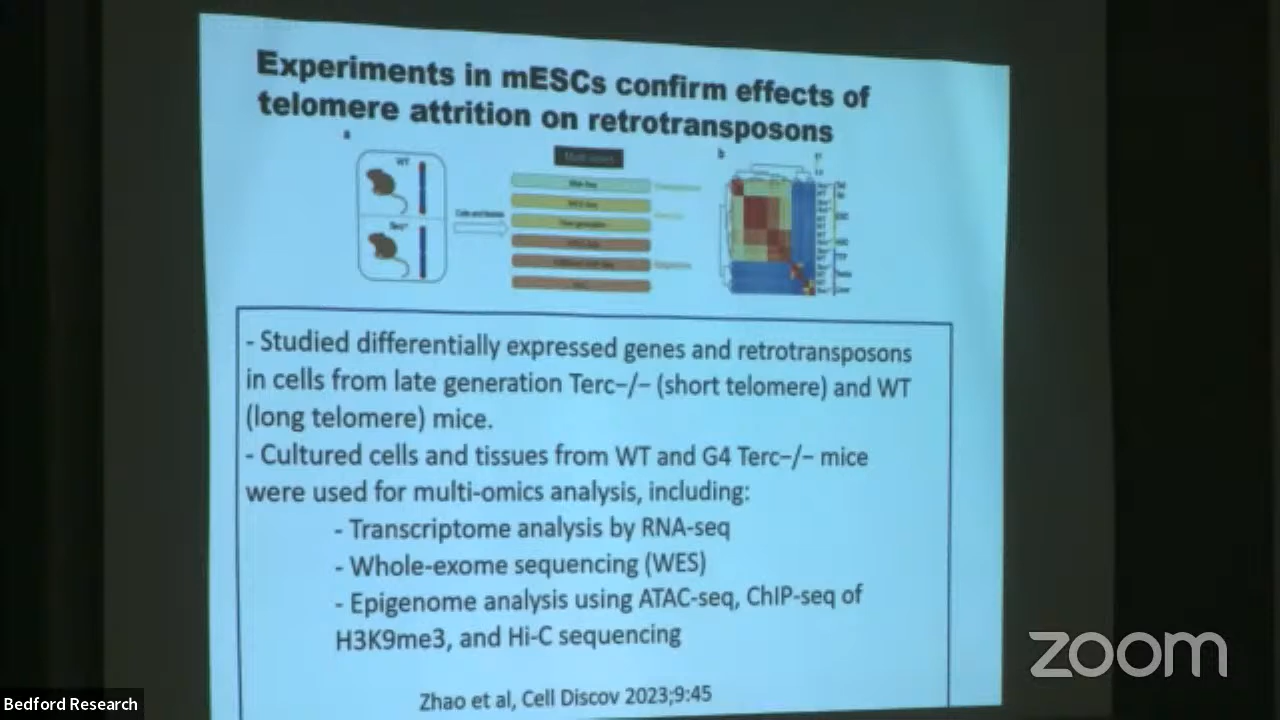 Experiments in mESCs confirm effects of
telomere attrition on retrotransposons
a
b
WT
- Studied differentially expressed genes and retrotransposons
in cells from late generation Terc−/− (short telomere) and WT
(long telomere) mice.
- Cultured cells and tissues from WT and G4 Terc−/− mice
were used for multi-omics analysis, including:
- Transcriptome analysis by RNA-seq
- Whole-exome sequencing (WES)
- Epigenome analysis using ATAC-seq, ChIP-seq of
H3K9me3, and Hi-C sequencing
Zhao et al, Cell Discov 2023;9:45
zoom
Bedford Research